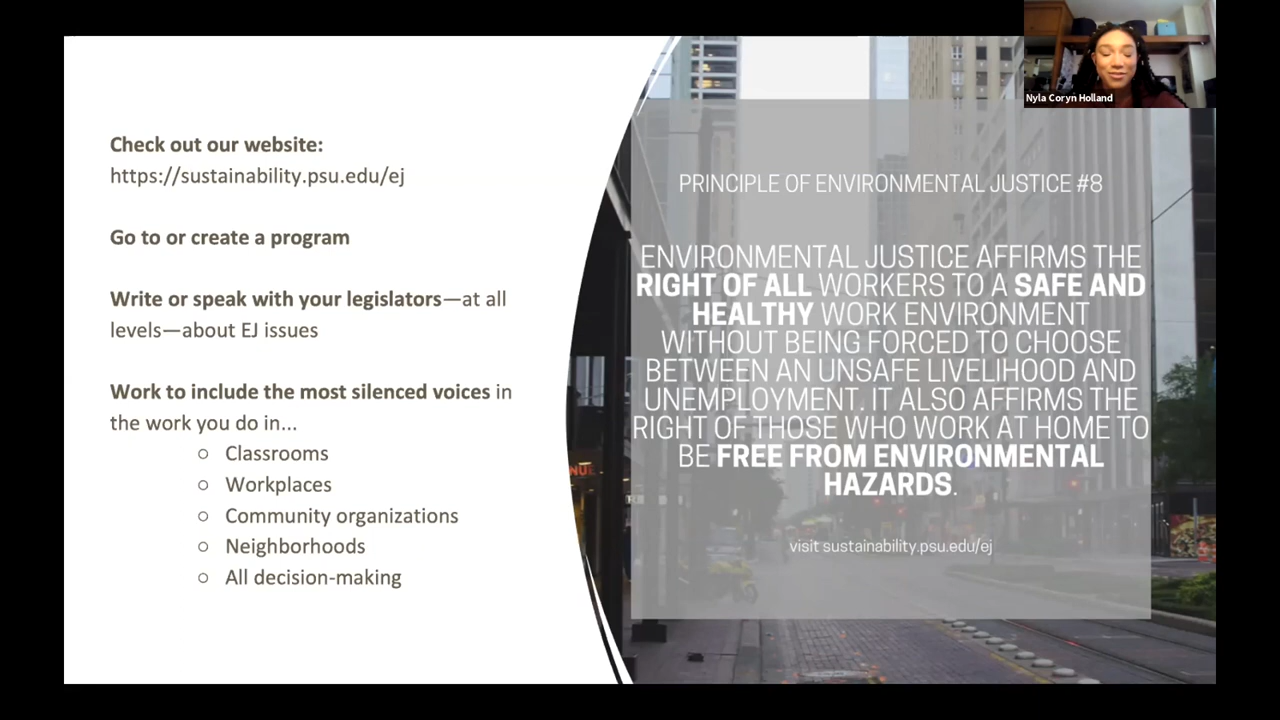 Check out our website:
https://sustainability.psu.edu/ej
Go to or create a program
Write or speak with your legislators—at all
levels—about EJ issues
Work to include the most silenced voices in
the work you do in...
○ Classrooms
○ Workplaces
○ Community organizations
○ Neighborhoods
○ All decision-making
Nyla Coryn Holland
PRINCIPLE OF ENVIRONMENTAL JUSTICE #8
ENVIRONMENTAL JUSTICE AFFIRMS THE
RIGHT OF ALL WORKERS TO A SAFE AND
HEALTHY WORK ENVIRONMENT
WITHOUT BEING FORCED TO CHOOSE
BETWEEN AN UNSAFE LIVELIHOOD AND
UNEMPLOYMENT. IT ALSO AFFIRMS THE
RIGHT OF THOSE WHO WORK AT HOME TO
BE FREE FROM ENVIRONMENTAL
HAZARDS.
visit sustainability.psu.edu/ej